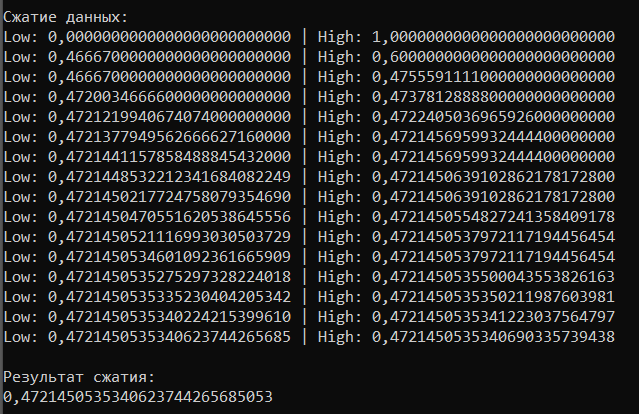 Сжатие данных:
Low: 0,0000000000000000000000000 | High: 1,0000000000000000000000000
Low: 0,4666700000000000000000000 | High: 0,6000000000000000000000000
Low: 0,4666700000000000000000000 | High: 0,4755591111000000000000000
Low: 0,4720034666600000000000000 | High: 0,4737812888800000000000000
Low: 0,4721219940674074000000000 | High: 0,4722405036965926000000000
Low: 0,4721377949562666627160000 | High: 0,4721456959932444400000000
Low: 0,4721441157858488845432000 | High: 0,4721456959932444400000000
Low: 0,4721448532212341684082249 | High: 0,4721450639102862178172800
Low: 0,4721450217724758079354690 | High: 0,4721450639102862178172800
Low: 0,4721450470551620538645556 | High: 0,4721450554827241358409178
Low: 0,4721450521116993030503729 | High: 0,4721450537972117194456454
Low: 0,4721450534601092361665909 | High: 0,4721450537972117194456454
Low: 0,4721450535275297328224018 | High: 0,4721450535500043553826163
Low: 0,4721450535335230404205342 | High: 0,4721450535350211987603981
Low: 0,4721450535340224215399610 | High: 0,4721450535341223037564797
Low: 0,4721450535340623744265685 | High: 0,4721450535340690335739438
Результат сжатия:
0,4721450535340623744265685053